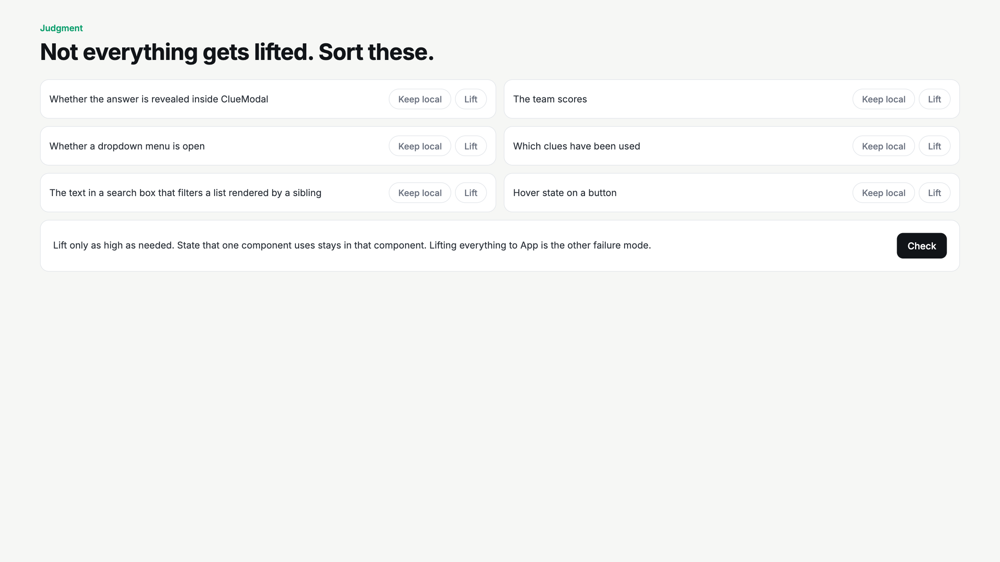 Judgment
Not everything gets lifted. Sort these.
Whether the answer is revealed inside ClueModal Keep local Lift
The team scores Keep local Lift
Whether a dropdown menu is open Keep local Lift
Which clues have been used Keep local Lift
The text in a search box that filters a list rendered by a sibling Keep local Lift
Hover state on a button Keep local Lift
Lift only as high as needed. State that one component uses stays in that component. Lifting everything to App is the other failure mode. Check